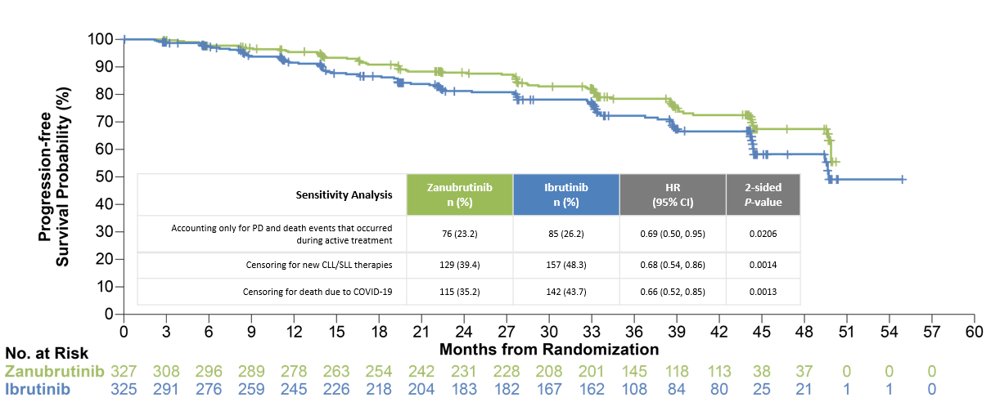 Progression-free
Survival Probability (%)
100
90
80
70
60
50
40
30
20
10
0
Sensitivity Analysis
Zanubrutinib
n (%)
Ibrutinib
n (%)
HR
(95% CI)
2-sided
P-value
Accounting only for PD and death events that occurred
during active treatment
76 (23.2)
85 (26.2)
0.69 (0.50, 0.95)
0.0206
Censoring for new CLL/SLL therapies
129 (39.4)
157 (48.3)
0.68 (0.54, 0.86)
0.0014
Censoring for death due to COVID-19
115 (35.2)
142 (43.7)
0.66 (0.52, 0.85)
0.0013
0 3 6 9 12 15 18 21 24 27 30 33 36 39 42 45 48 51 54 57 60
Months from Randomization
No. at Risk
Zanubrutinib 327 308 296 289 278 263 254 242 231 228 208 201 145 118 113 38 37 0 0 0
Ibrutinib 325 291 276 259 245 226 218 204 183 182 167 162 108 84 80 25 21 1 1 0